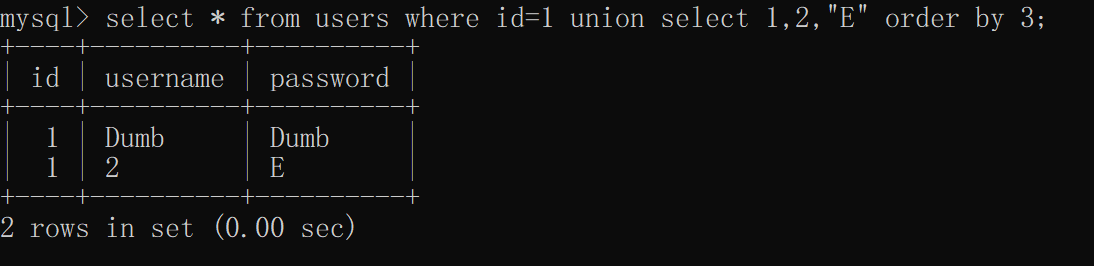 mysql> select * from users where id=1 union select 1,2,"E" order by 3;
+----+----------+----------+
| id | username | password |
+----+----------+----------+
|  1 | Dumb     | Dumb     |
|  1 | 2        | E        |
+----+----------+----------+
2 rows in set (0.00 sec)